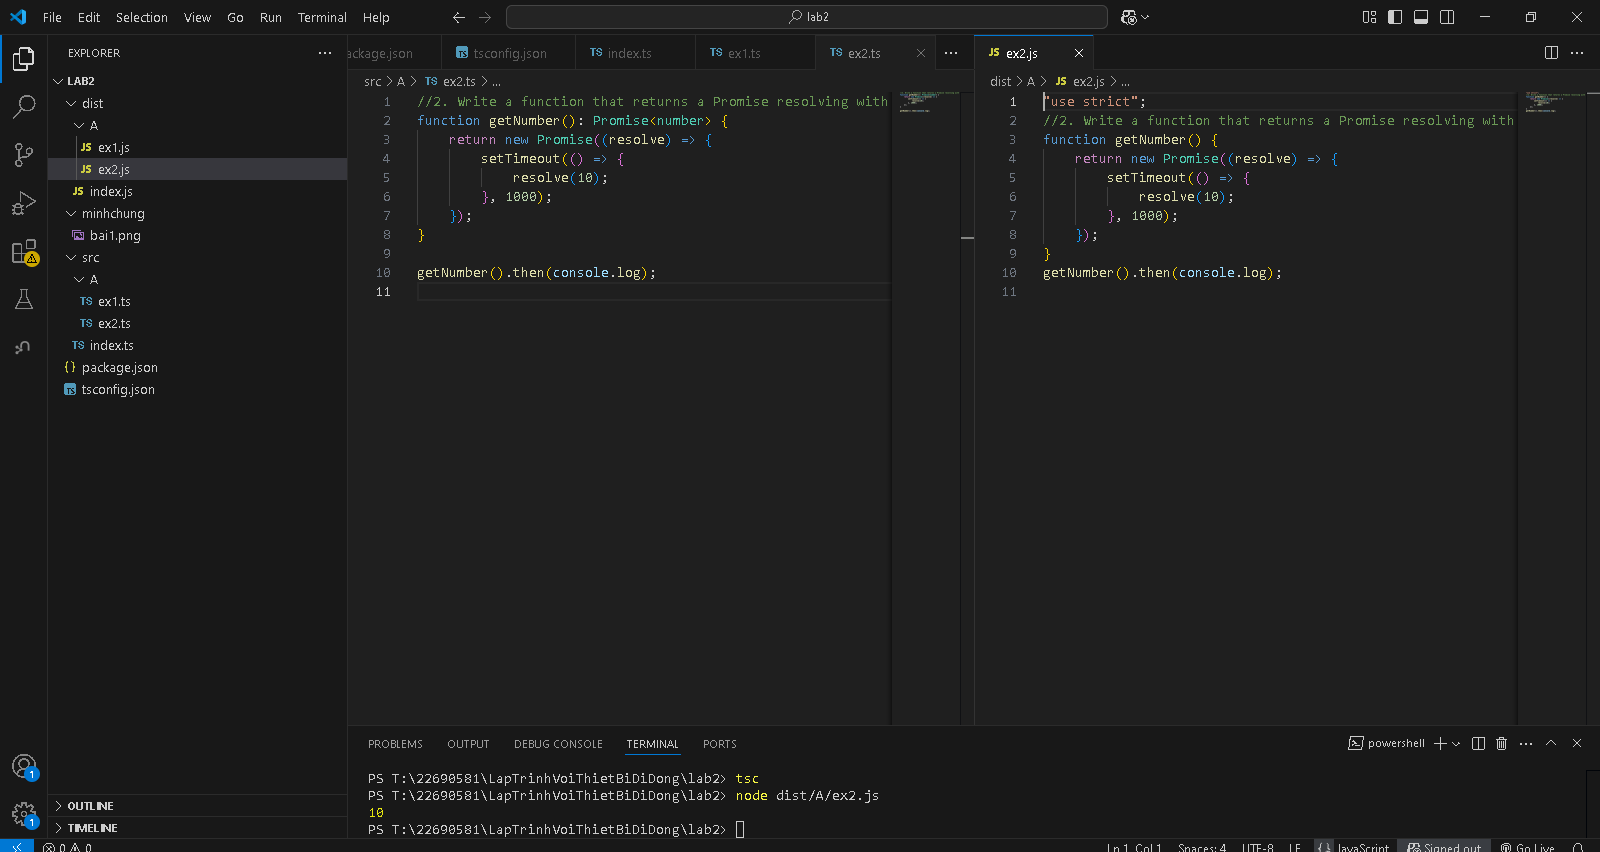 File Edit Selection View Go Run Terminal Help
lab2
EXPLORER
LAB2
dist
A
JS ex1.js
JS ex2.js
JS index.js
minhchung
bai1.png
src
A
TS ex1.ts
TS ex2.ts
TS index.ts
{} package.json
TS tsconfig.json
OUTLINE
TIMELINE
ackage.json
TS tsconfig.json
TS index.ts
TS ex1.ts
TS ex2.ts
src > A > TS ex2.ts > ...
1 //2. Write a function that returns a Promise resolving with
2 function getNumber(): Promise<number> {
3 return new Promise((resolve) => {
4 setTimeout(() => {
5 resolve(10);
6 }, 1000);
7 });
8 }
9
10 getNumber().then(console.log);
11
JS ex2.js
dist > A > JS ex2.js > ...
1 "use strict";
2 //2. Write a function that returns a Promise resolving with
3 function getNumber() {
4 return new Promise((resolve) => {
5 setTimeout(() => {
6 resolve(10);
7 }, 1000);
8 });
9 }
10 getNumber().then(console.log);
11
PROBLEMS OUTPUT DEBUG CONSOLE TERMINAL PORTS
powershell
PS T:\22690581\LapTrinhVoiThietBiDiDong\lab2> tsc
PS T:\22690581\LapTrinhVoiThietBiDiDong\lab2> node dist/A/ex2.js
10
PS T:\22690581\LapTrinhVoiThietBiDiDong\lab2>
1
1
0 0
Ln 1, Col 1 Spaces: 4 UTF-8 LF {} JavaScript Signed out Go Live